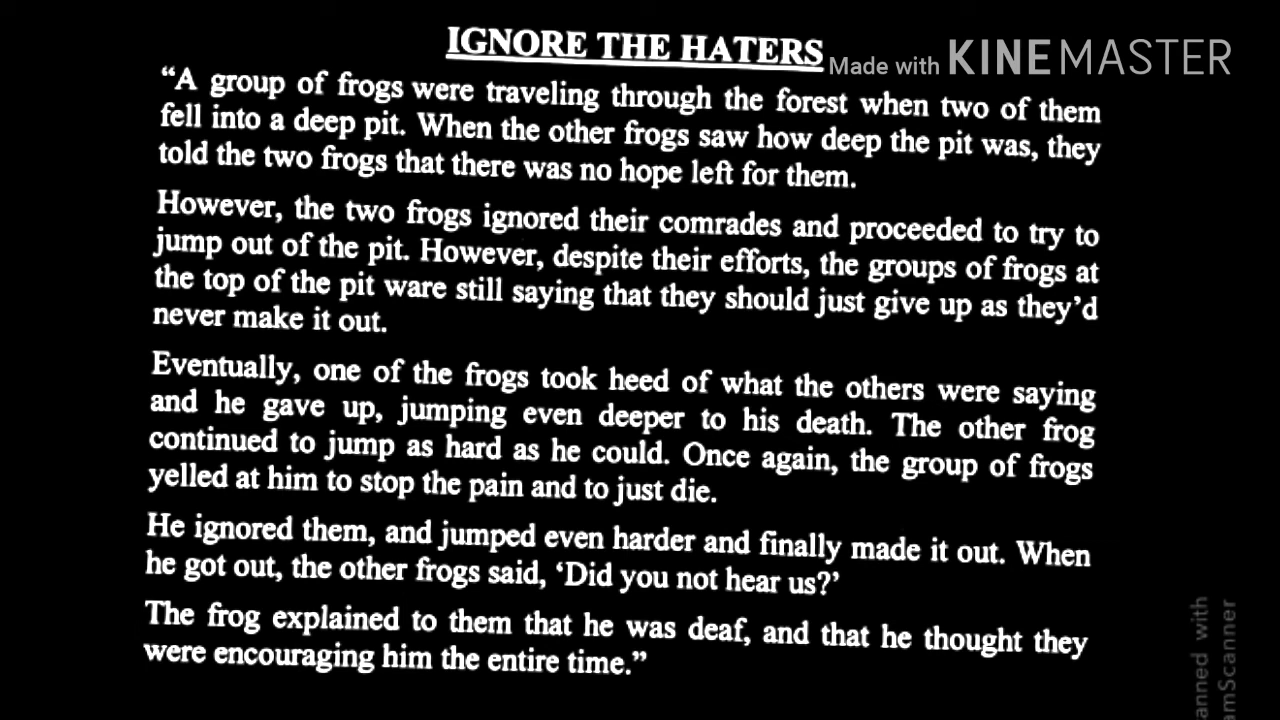 IGNORE THE HATERS
Made with KINEMASTER
“A group of frogs were traveling through the forest when two of them
fell into a deep pit. When the other frogs saw how deep the pit was, they
told the two frogs that there was no hope left for them.
However, the two frogs ignored their comrades and proceeded to try to
jump out of the pit. However, despite their efforts, the groups of frogs at
the top of the pit ware still saying that they should just give up as they’d
never make it out.
Eventually, one of the frogs took heed of what the others were saying
and he gave up, jumping even deeper to his death. The other frog
continued to jump as hard as he could. Once again, the group of frogs
yelled at him to stop the pain and to just die.
He ignored them, and jumped even harder and finally made it out. When
he got out, the other frogs said, ‘Did you not hear us?’
The frog explained to them that he was deaf, and that he thought they
were encouraging him the entire time.”
anned with
amScanner